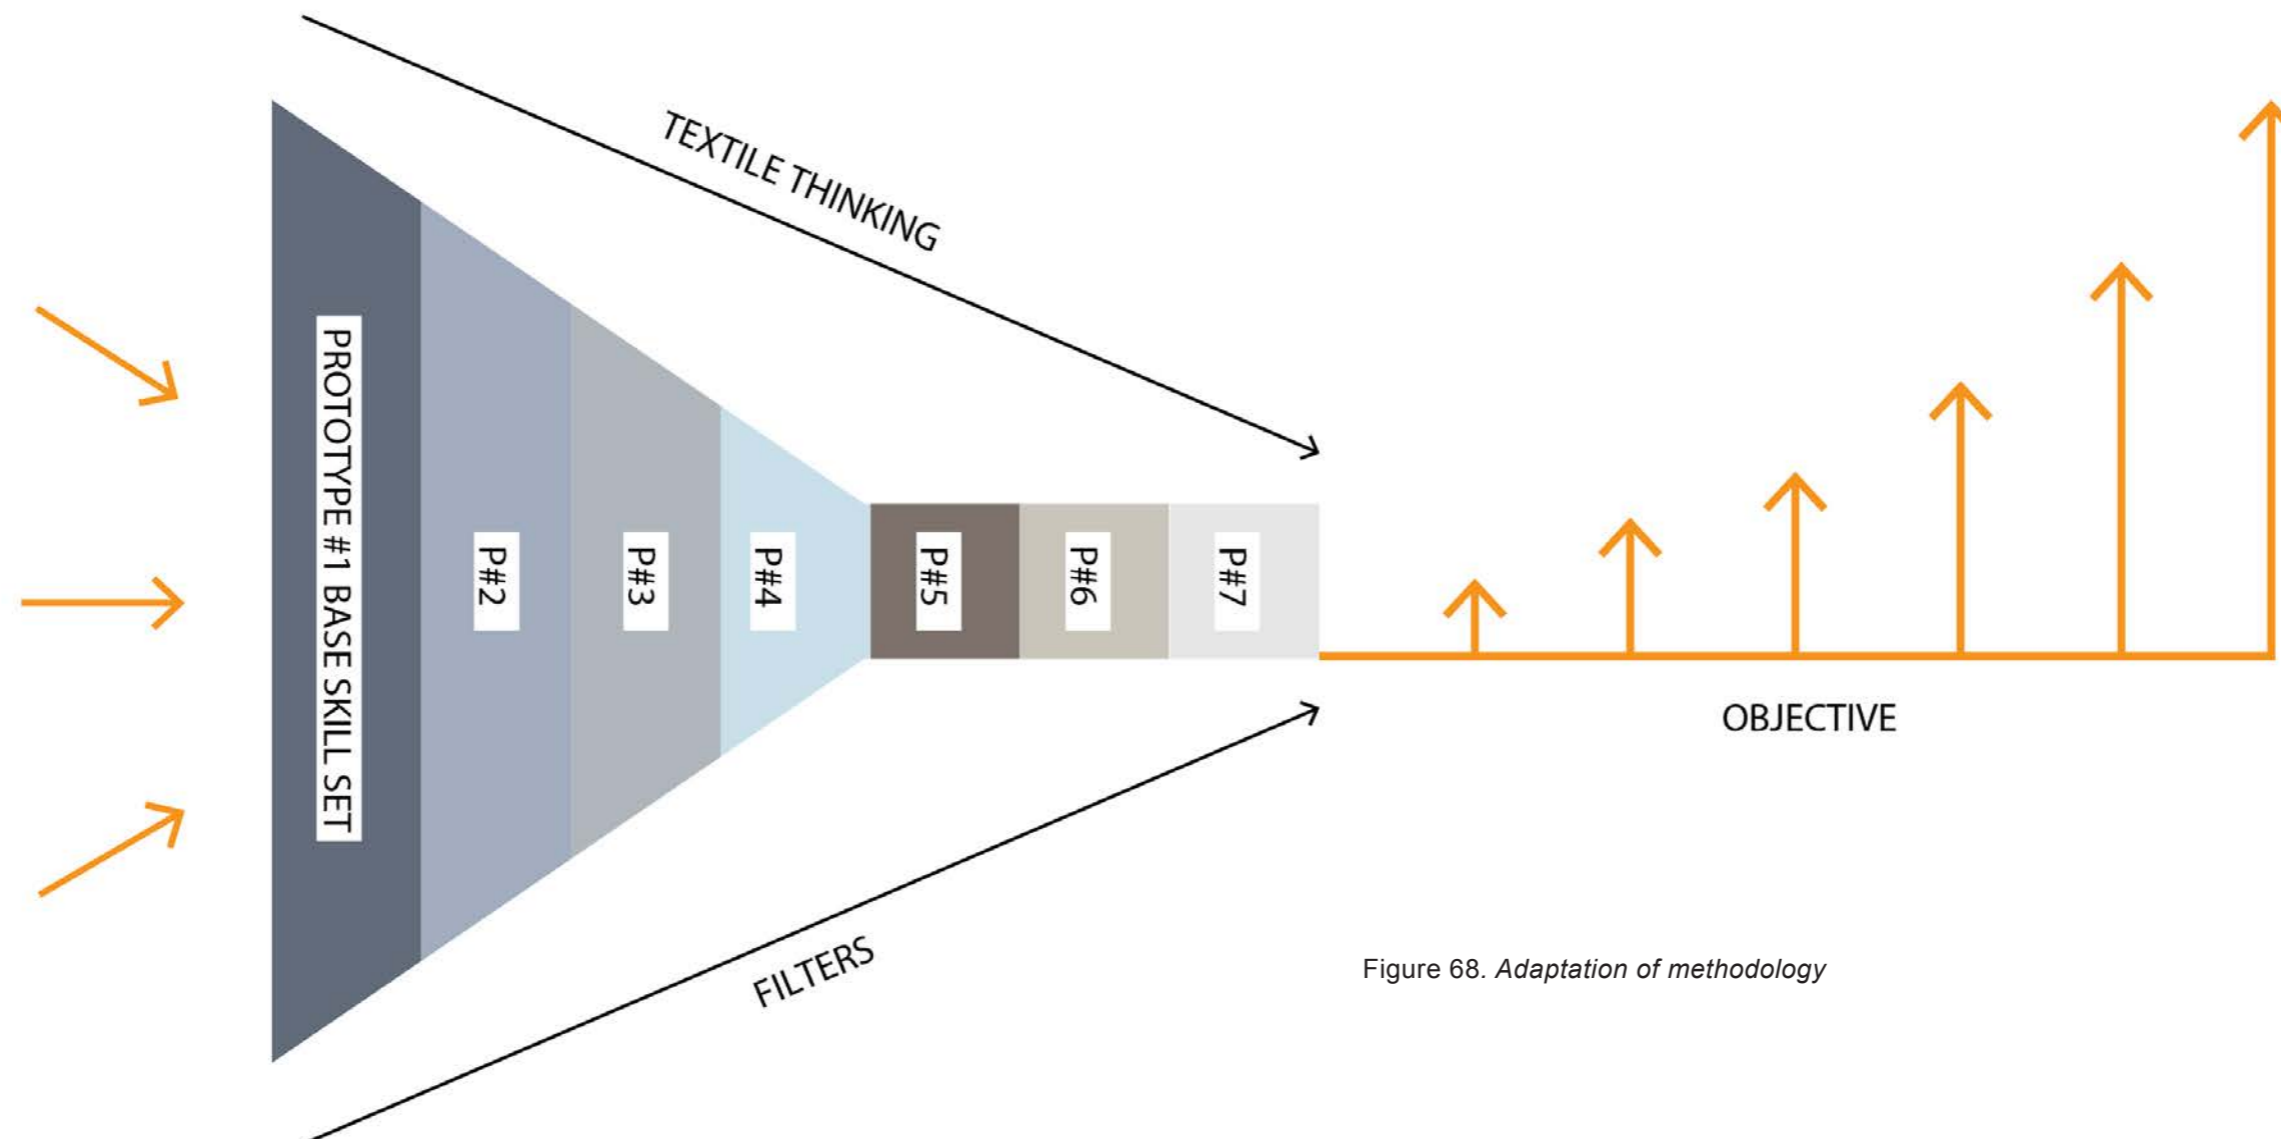 TEXTILE THINKING
PROTOTYPE #1 BASE SKILL SET
P#2
P#3
P#4
P#5
P#6
P#7
OBJECTIVE
FILTERS
Figure 68. Adaptation of methodology